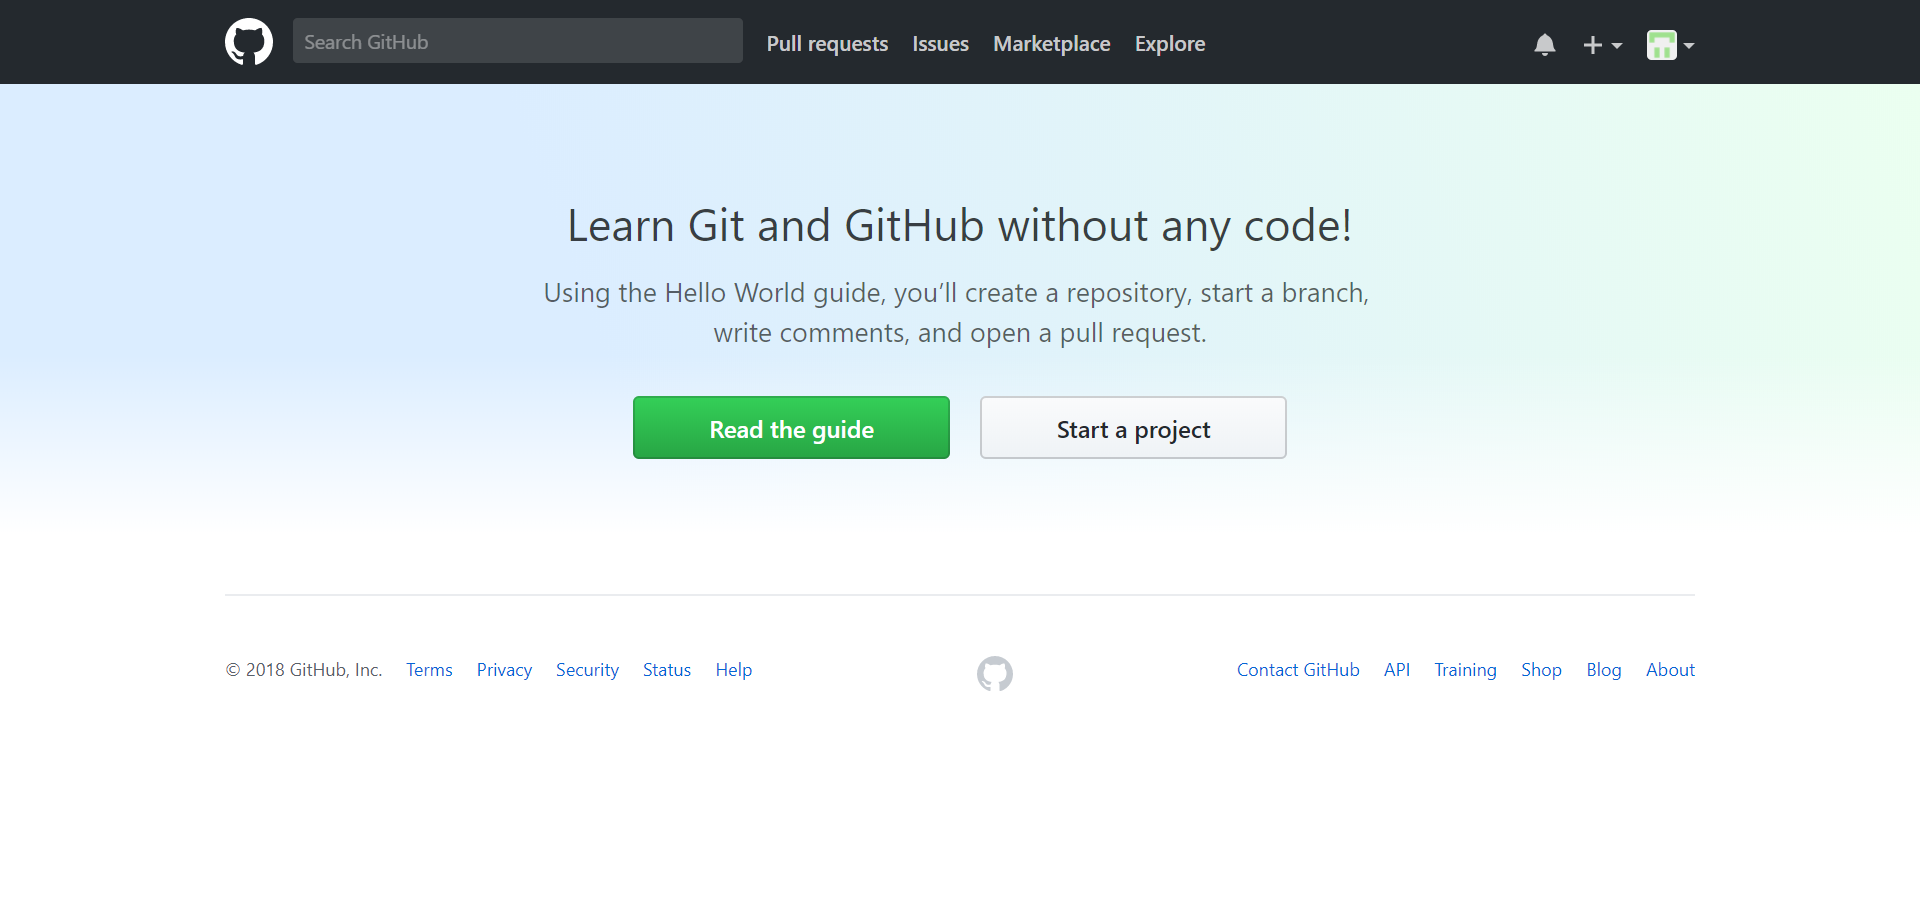 Search GitHub
Pull requests
Issues
Marketplace
Explore
Learn Git and GitHub without any code!
Using the Hello World guide, you’ll create a repository, start a branch,
write comments, and open a pull request.
Read the guide
Start a project
© 2018 GitHub, Inc.
Terms
Privacy
Security
Status
Help
Contact GitHub
API
Training
Shop
Blog
About